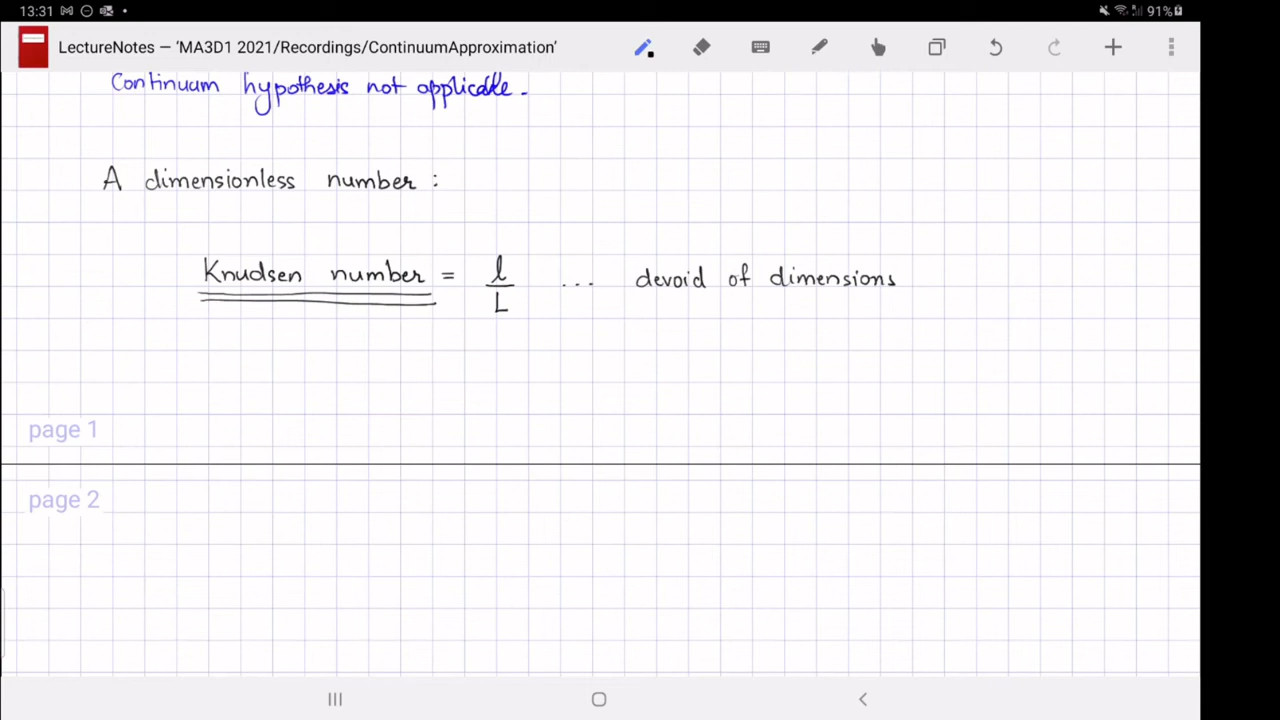 13:31 91%
LectureNotes — ‘MA3D1 2021/Recordings/ContinuumApproximation’
Continuum hypothesis not applicable.
A dimensionless number :
Knudsen number = l/L ... devoid of dimensions
page 1
page 2